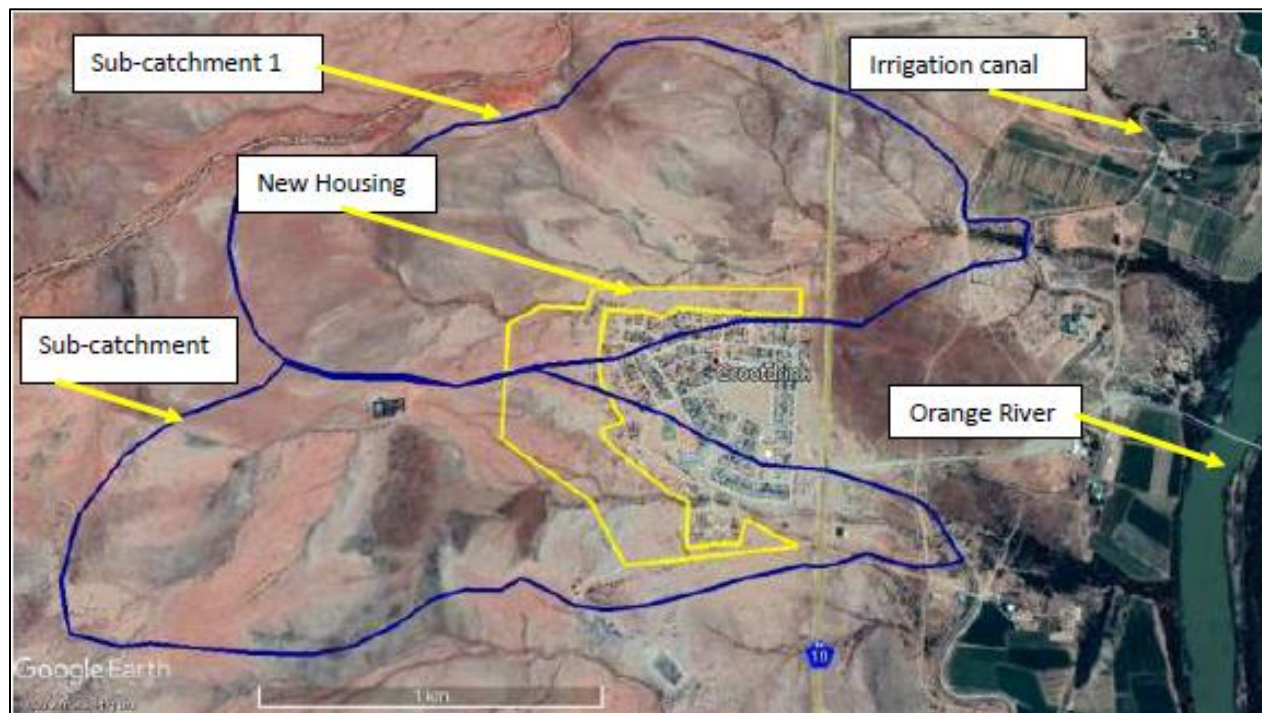 Sub-catchment 1
Irrigation canal
New Housing
Sub-catchment
Grootdrink
Orange River
10
Google Earth
1 km